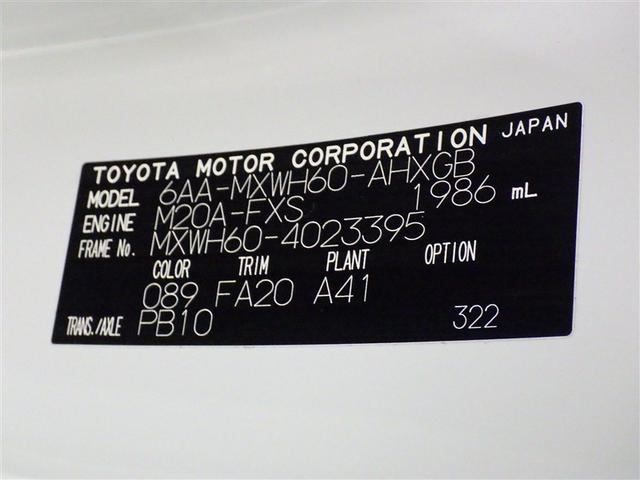 TOYOTA MOTOR CORPORATION JAPAN
MODEL 6AA-MXWH60-AHXGB
ENGINE M20A-FXS 1986 mL
FRAME No. MXWH60-4023395
COLOR TRIM PLANT OPTION
089 FA20 A41
TRANS./AXLE PB10 322